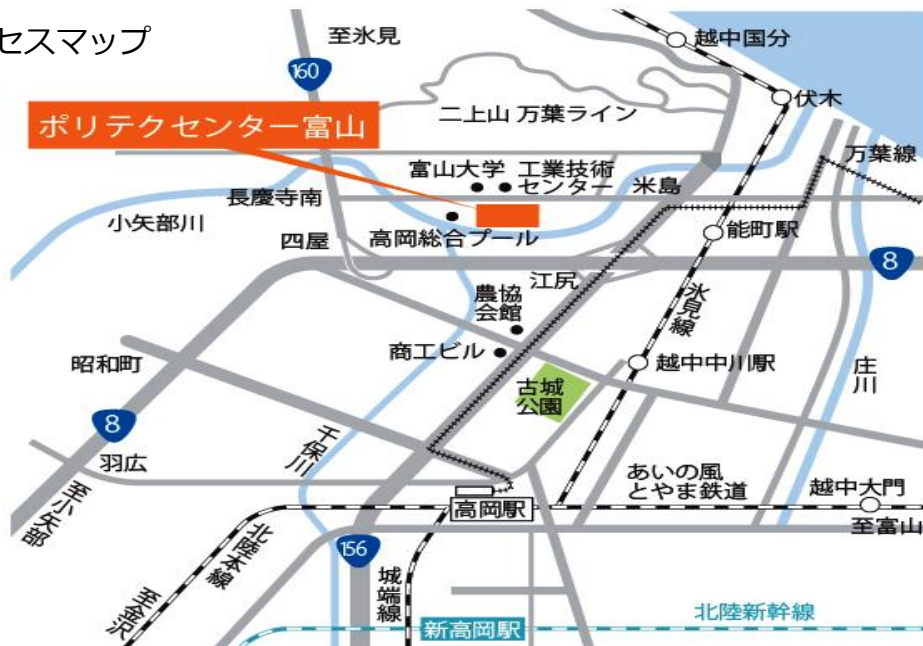 セスマップ
至氷見
越中国分
160
伏木
二上山 万葉ライン
ポリテクセンター富山
万葉線
富山大学 工業技術
センター
米島
長慶寺南
小矢部川
高岡総合プール
能町駅
四屋
8
江尻
農協
会館
氷見線
商工ビル
越中中川駅
昭和町
庄川
古城
公園
8
千保川
羽広
あいの風
とやま鉄道
越中大門
至小矢部
高岡駅
至富山
北陸本線
156
城端線
至金沢
北陸新幹線
新高岡駅